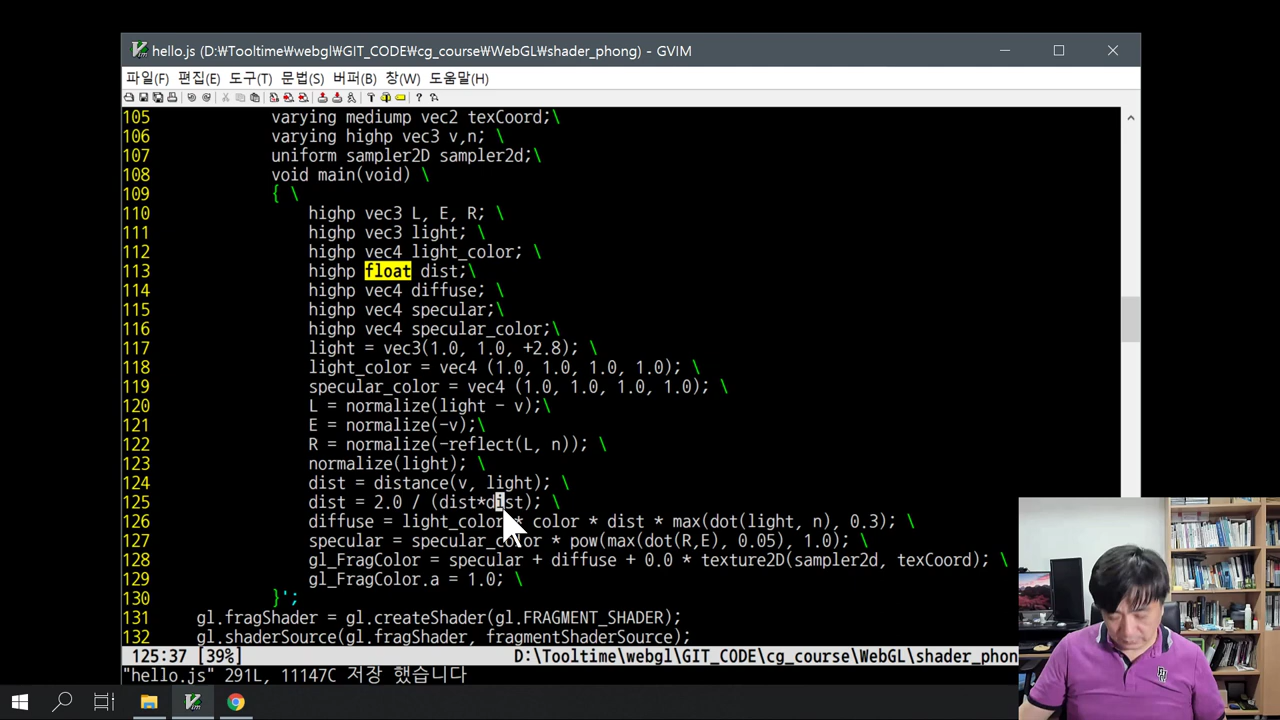 hello.js (D:₩Tooltime₩webgl₩GIT_CODE₩cg_course₩WebGL₩shader_phong) - GVIM
파일(F) 편집(E) 도구(T) 문법(S) 버퍼(B) 창(W) 도움말(H)
105 varying mediump vec2 texCoord;\
106 varying highp vec3 v,n; \
107 uniform sampler2D sampler2d;\
108 void main(void) \
109 { \
110 highp vec3 L, E, R; \
111 highp vec3 light; \
112 highp vec4 light_color; \
113 highp float dist;\
114 highp vec4 diffuse; \
115 highp vec4 specular;\
116 highp vec4 specular_color;\
117 light = vec3(1.0, 1.0, +2.8); \
118 light_color = vec4 (1.0, 1.0, 1.0, 1.0); \
119 specular_color = vec4 (1.0, 1.0, 1.0, 1.0); \
120 L = normalize(light - v);\
121 E = normalize(-v);\
122 R = normalize(-reflect(L, n)); \
123 normalize(light); \
124 dist = distance(v, light); \
125 dist = 2.0 / (dist*dist); \
126 diffuse = light_color * color * dist * max(dot(light, n), 0.3); \
127 specular = specular_color * pow(max(dot(R,E), 0.05), 1.0); \
128 gl_FragColor = specular + diffuse + 0.0 * texture2D(sampler2d, texCoord); \
129 gl_FragColor.a = 1.0; \
130 }';
131 gl.fragShader = gl.createShader(gl.FRAGMENT_SHADER);
132 gl.shaderSource(gl.fragShader, fragmentShaderSource);
125:37 [39%] D:\Tooltime\webgl\GIT_CODE\cg_course\WebGL\shader_phon
"hello.js" 291L, 11147C 저장 했습니다